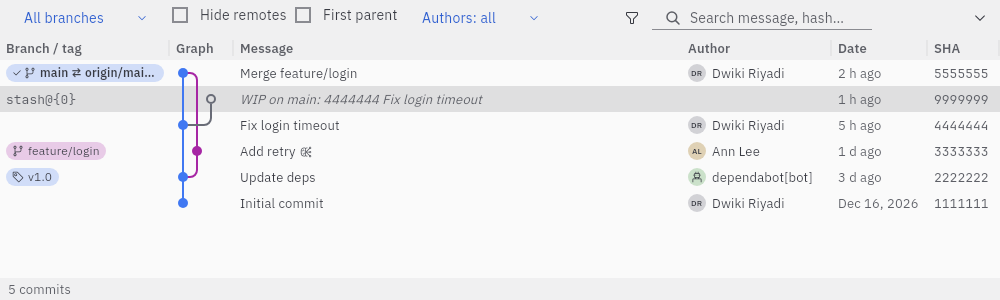 All branches Hide remotes First parent Authors: all Search message, hash...
Branch / tag Graph Message Author Date SHA
main ⇄ origin/mai... Merge feature/login DR Dwiki Riyadi 2 h ago 5555555
stash@{0} WIP on main: 4444444 Fix login timeout 1 h ago 9999999
Fix login timeout DR Dwiki Riyadi 5 h ago 4444444
feature/login Add retry AL Ann Lee 1 d ago 3333333
v1.0 Update deps dependabot[bot] 3 d ago 2222222
Initial commit DR Dwiki Riyadi Dec 16, 2026 1111111
5 commits